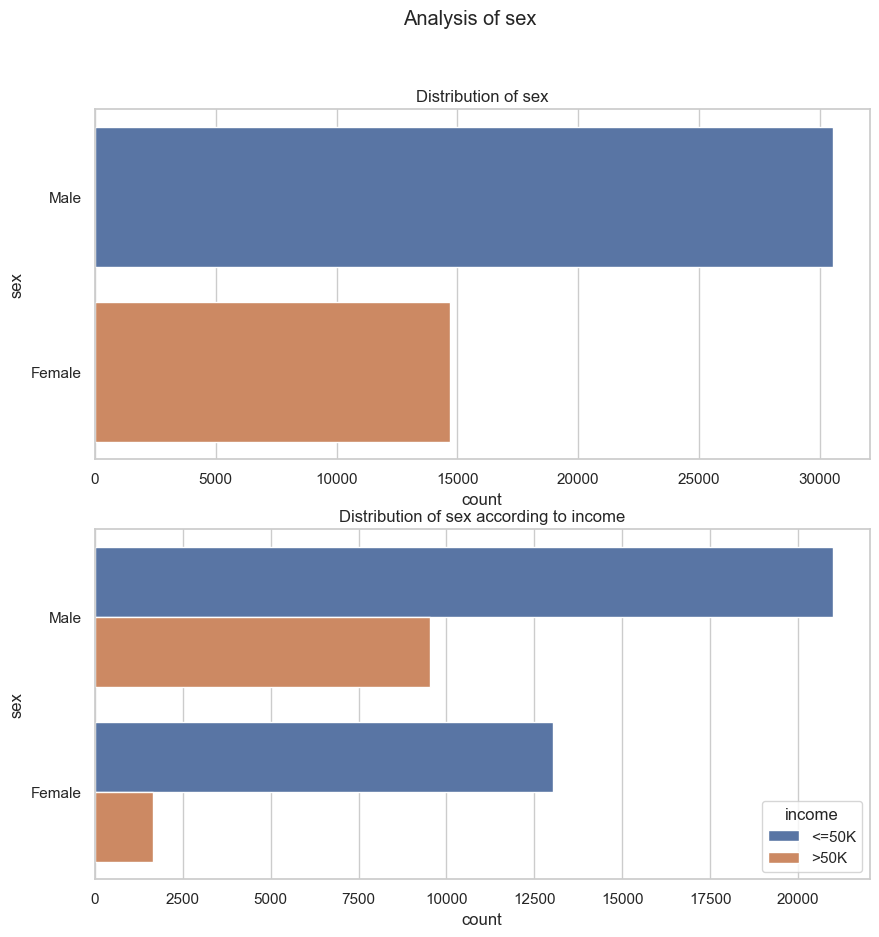 Analysis of sex
Distribution of sex
Male
Female
sex
0 5000 10000 15000 20000 25000 30000
count
Distribution of sex according to income
Male
Female
sex
income
<=50K
>50K
0 2500 5000 7500 10000 12500 15000 17500 20000
count